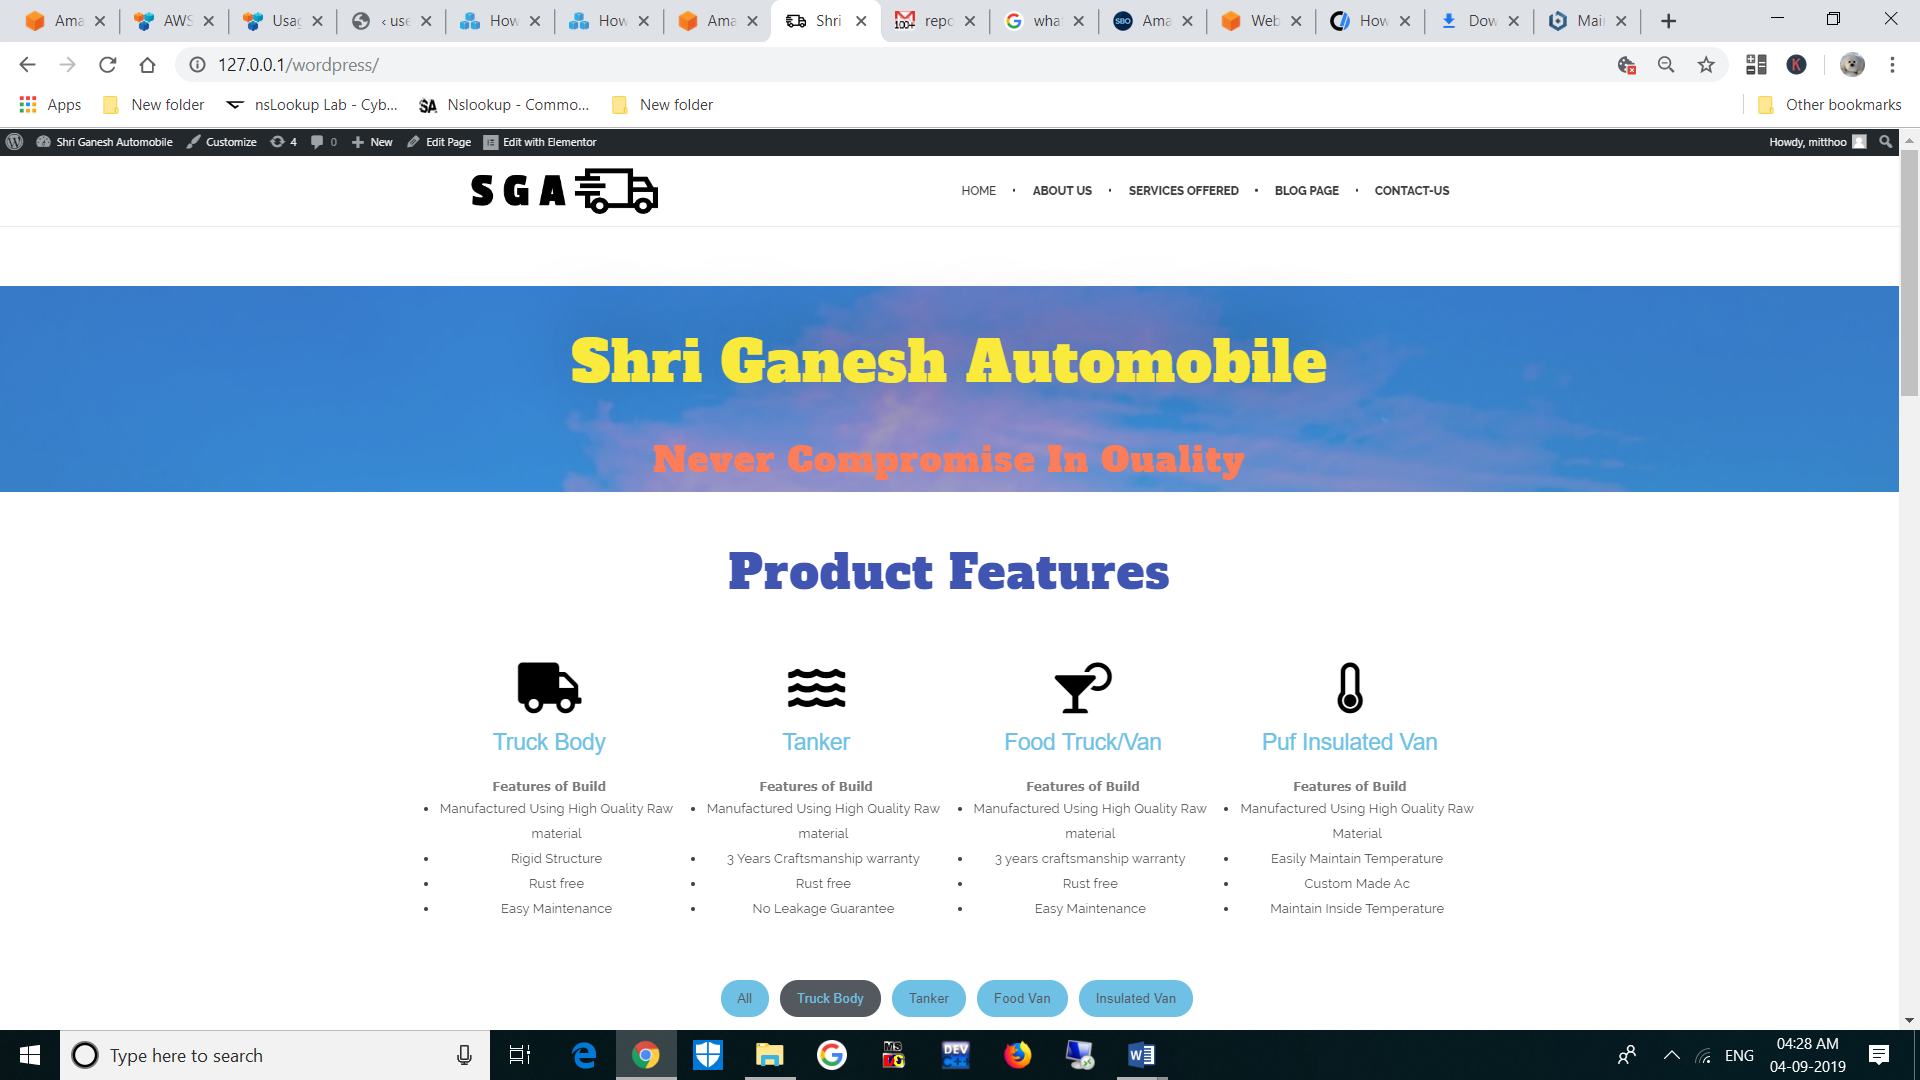 Ama
AWS
Usag
‹ use
How
How
Ama
Shri
repo
wha
Ama
Web
How
Dow
Mai
127.0.0.1/wordpress/
Apps
New folder
nsLookup Lab - Cyb...
Nslookup - Commo...
New folder
Other bookmarks
Shri Ganesh Automobile
Customize
4
0
New
Edit Page
Edit with Elementor
Howdy, mitthoo
SGA
HOME
ABOUT US
SERVICES OFFERED
BLOG PAGE
CONTACT-US
Shri Ganesh Automobile
Never Compromise In Quality
Product Features
Truck Body
Features of Build
Manufactured Using High Quality Raw
material
Rigid Structure
Rust free
Easy Maintenance
Tanker
Features of Build
Manufactured Using High Quality Raw
material
3 Years Craftsmanship warranty
Rust free
No Leakage Guarantee
Food Truck/Van
Features of Build
Manufactured Using High Quality Raw
material
3 years craftsmanship warranty
Rust free
Easy Maintenance
Puf Insulated Van
Features of Build
Manufactured Using High Quality Raw
Material
Easily Maintain Temperature
Custom Made Ac
Maintain Inside Temperature
All
Truck Body
Tanker
Food Van
Insulated Van
Type here to search
ENG
04:28 AM
04-09-2019